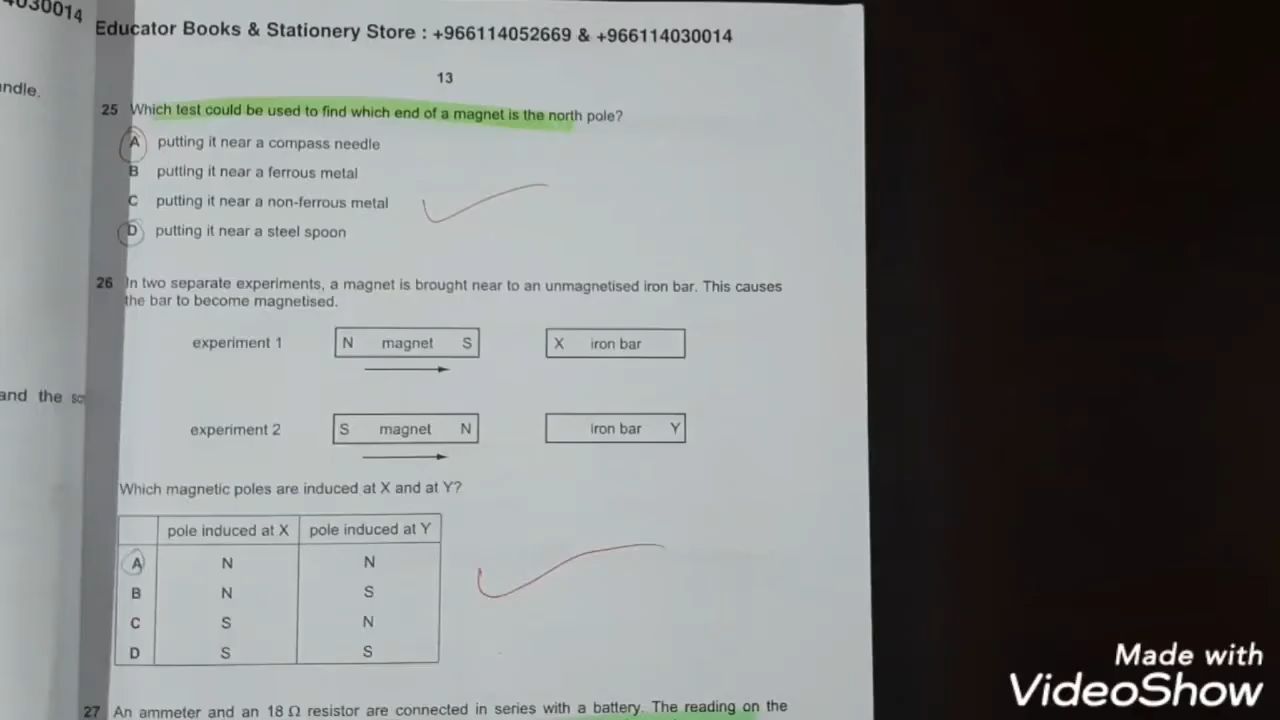 4030014
Educator Books & Stationery Store : +966114052669 & +966114030014
ndle.
13
25 Which test could be used to find which end of a magnet is the north pole?
A putting it near a compass needle
B putting it near a ferrous metal
C putting it near a non-ferrous metal
D putting it near a steel spoon
26 In two separate experiments, a magnet is brought near to an unmagnetised iron bar. This causes
the bar to become magnetised.
experiment 1 N magnet S X iron bar
and the
experiment 2 S magnet N iron bar Y
Which magnetic poles are induced at X and at Y?
pole induced at X pole induced at Y
A N N
B N S
C S N
D S S
27 An ammeter and an 18 Ω resistor are connected in series with a battery. The reading on the
Made with
VideoShow